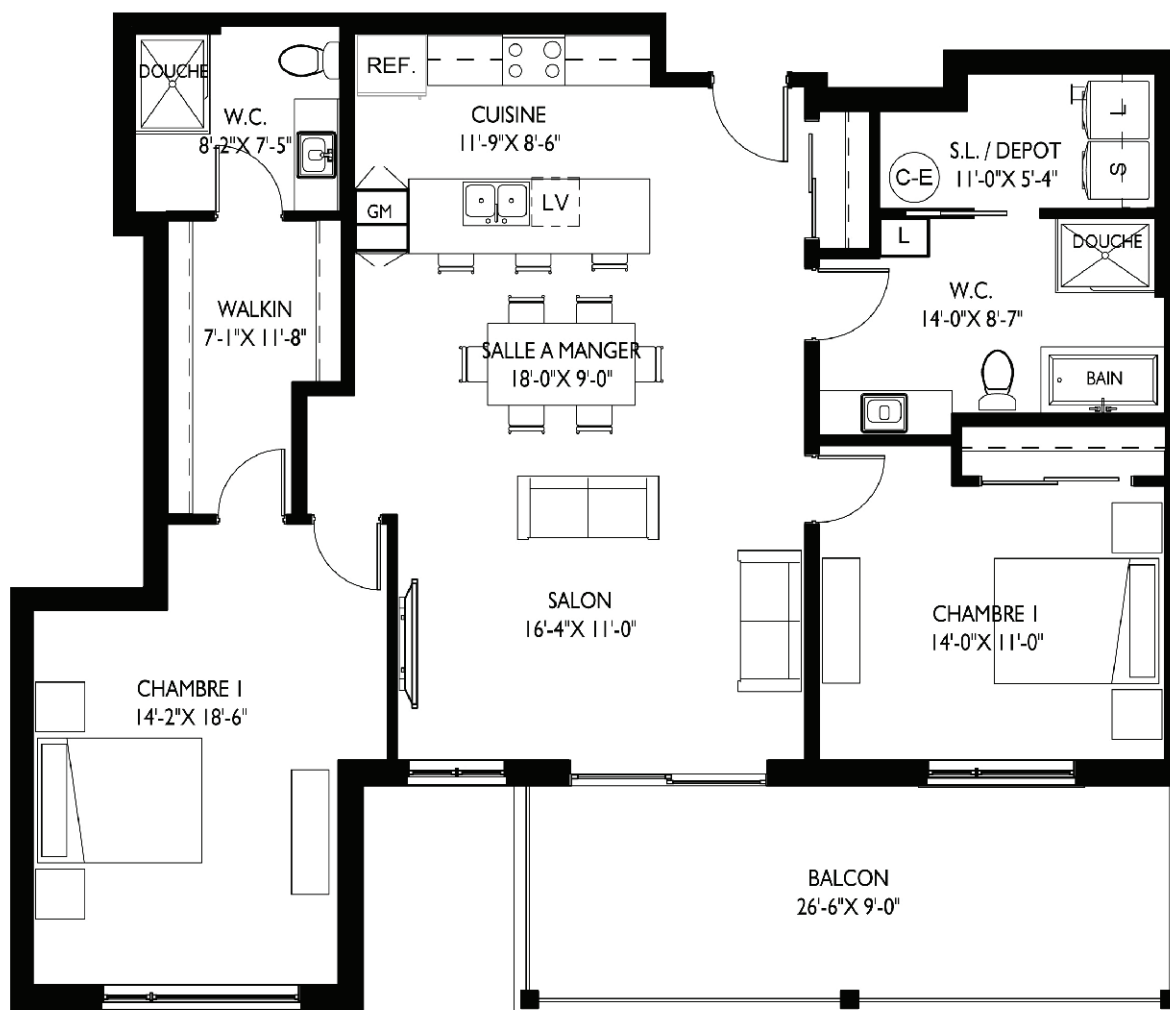 DOUCHE
W.C.
8'-2"X 7'-5"
REF.
CUISINE
11'-9"X 8'-6"
GM
LV
S.L. / DEPOT
11'-0"X 5'-4"
C-E
L
S
L
DOUCHE
W.C.
14'-0"X 8'-7"
BAIN
WALKIN
7'-1"X 11'-8"
SALLE A MANGER
18'-0"X 9'-0"
SALON
16'-4"X 11'-0"
CHAMBRE 1
14'-0"X 11'-0"
CHAMBRE 1
14'-2"X 18'-6"
BALCON
26'-6"X 9'-0"